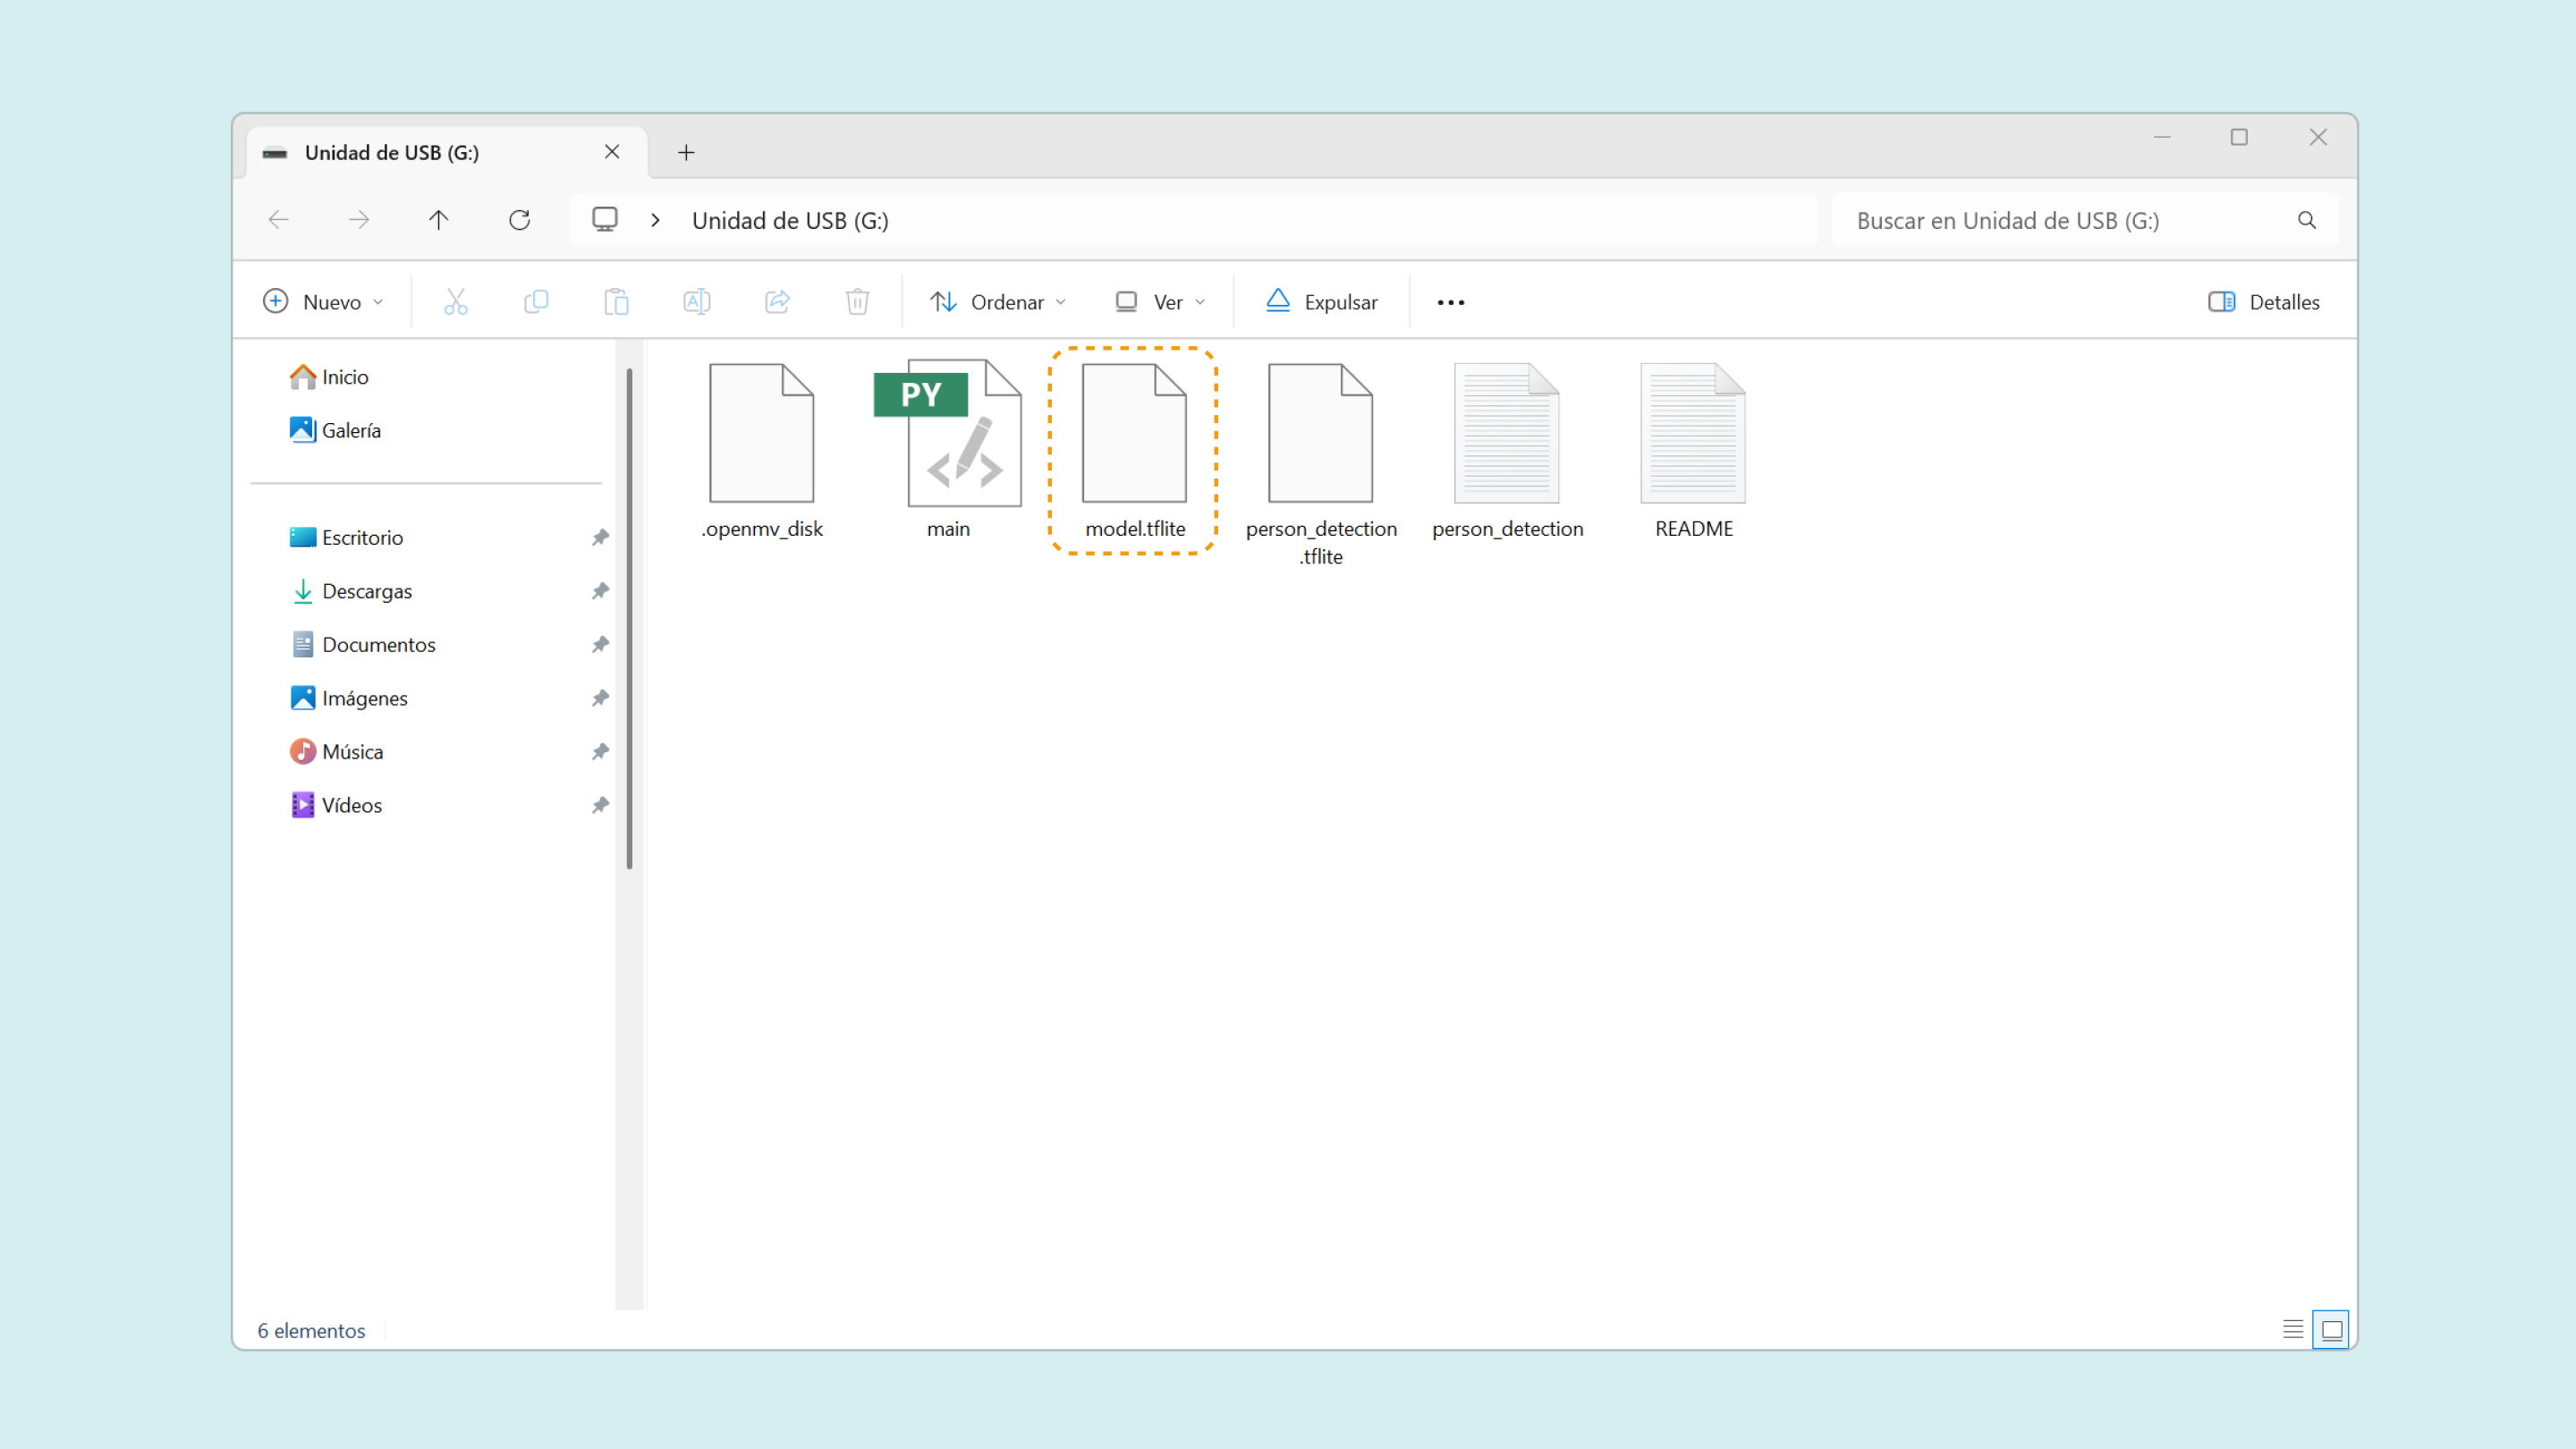 Unidad de USB (G:)
Unidad de USB (G:)
Buscar en Unidad de USB (G:)
Nuevo
Ordenar
Ver
Expulsar
Detalles
Inicio
Galería
Escritorio
Descargas
Documentos
Imágenes
Música
Vídeos
.openmv_disk
PY
main
model.tflite
person_detection
.tflite
person_detection
README
6 elementos